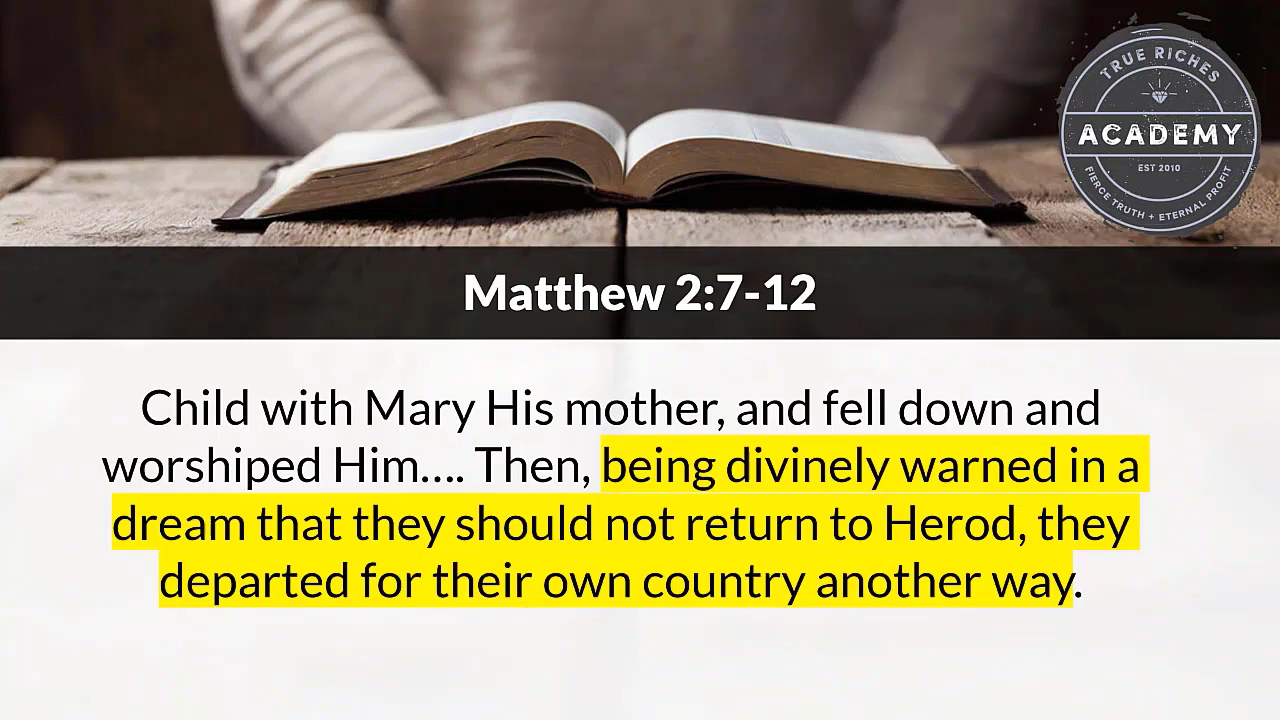 TRUE RICHES
ACADEMY
EST 2010
FIERCE TRUTH + ETERNAL PROFIT
Matthew 2:7-12
Child with Mary His mother, and fell down and
worshiped Him.... Then, being divinely warned in a
dream that they should not return to Herod, they
departed for their own country another way.